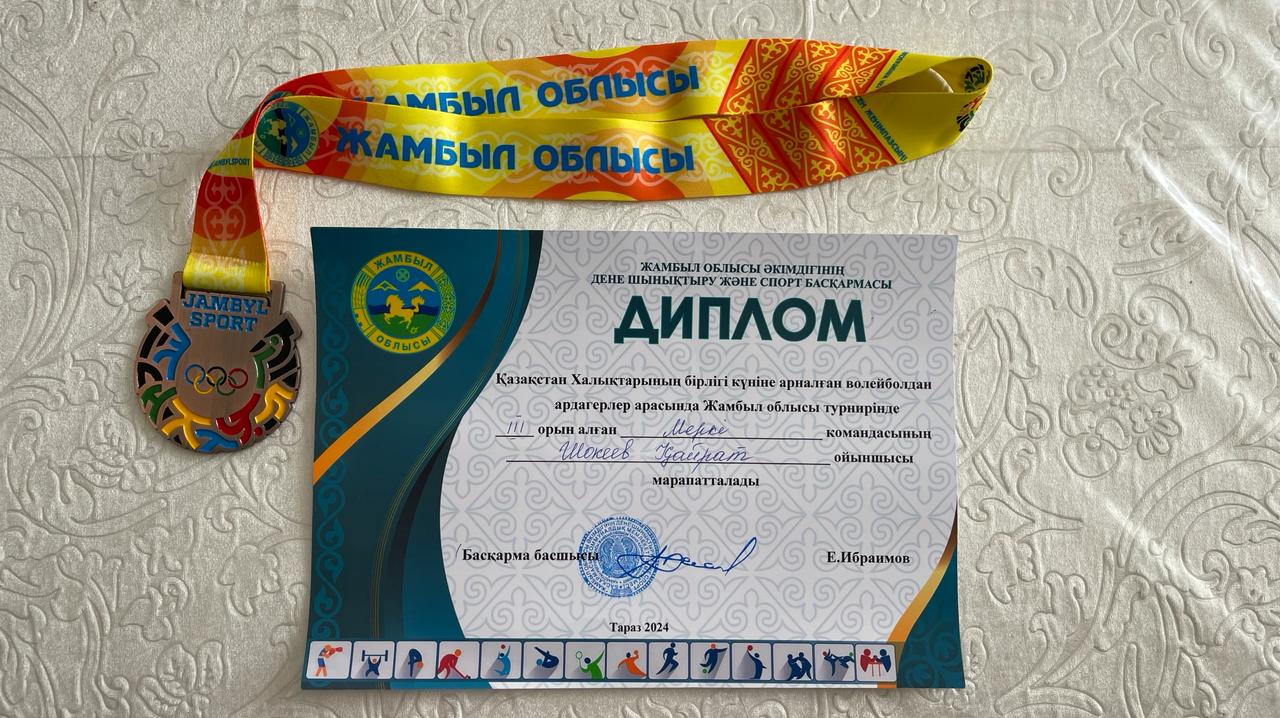 ЖАМБЫЛ ОБЛЫСЫ
ЖАМБЫЛ ОБЛЫСЫ
JAMBYLSPORT
JAMBYL
SPORT
ЖАМБЫЛ
ОБЛЫСЫ
ЖАМБЫЛ ОБЛЫСЫ ӘКІМДІГІНІҢ
ДЕНЕ ШЫНЫҚТЫРУ ЖӘНЕ СПОРТ БАСҚАРМАСЫ
ДИПЛОМ
Қазақстан Халықтарының бірлігі күніне арналған волейболдан
ардагерлер арасында Жамбыл облысы турнирінде
III орын алған Меркі командасының
Шокеев Қайрат ойыншысы
марапатталады
Басқарма басшысы Е.Ибраимов
Тараз 2024